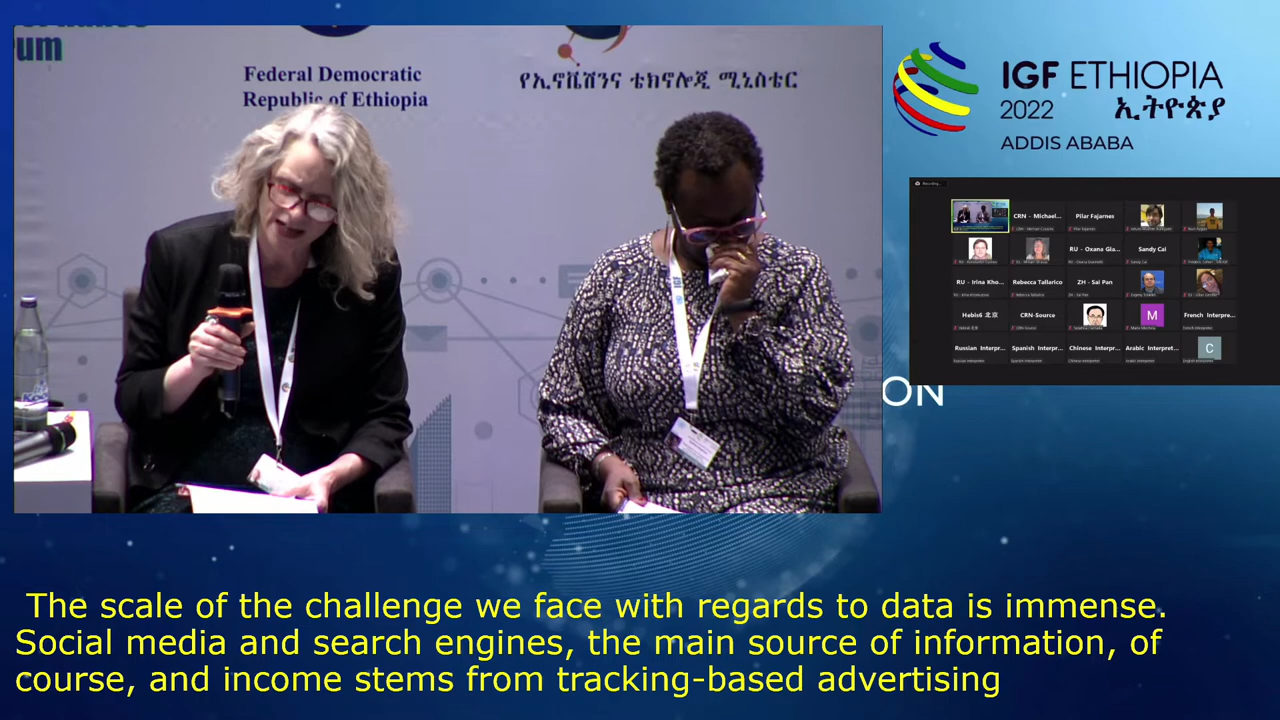 um
Federal Democratic
Republic of Ethiopia
የኢኖቬሽንና ቴክኖሎጂ ሚኒስቴር
IGF ETHIOPIA
2022 ኢትዮጵያ
ADDIS ABABA
Recording...
CRN - Michael...
Pilar Fajarnes
RU - Oxana Gia...
Sandy Cai
RU - Irina Kho...
Rebecca Tallarico
ZH - Sai Pan
Hebis6 北京
CRN-Source
M
French Interpre...
Russian Interpr...
Spanish Interpr...
Chinese Interpr...
Arabic Interpret...
C
ON
The scale of the challenge we face with regards to data is immense.
Social media and search engines, the main source of information, of
course, and income stems from tracking-based advertising